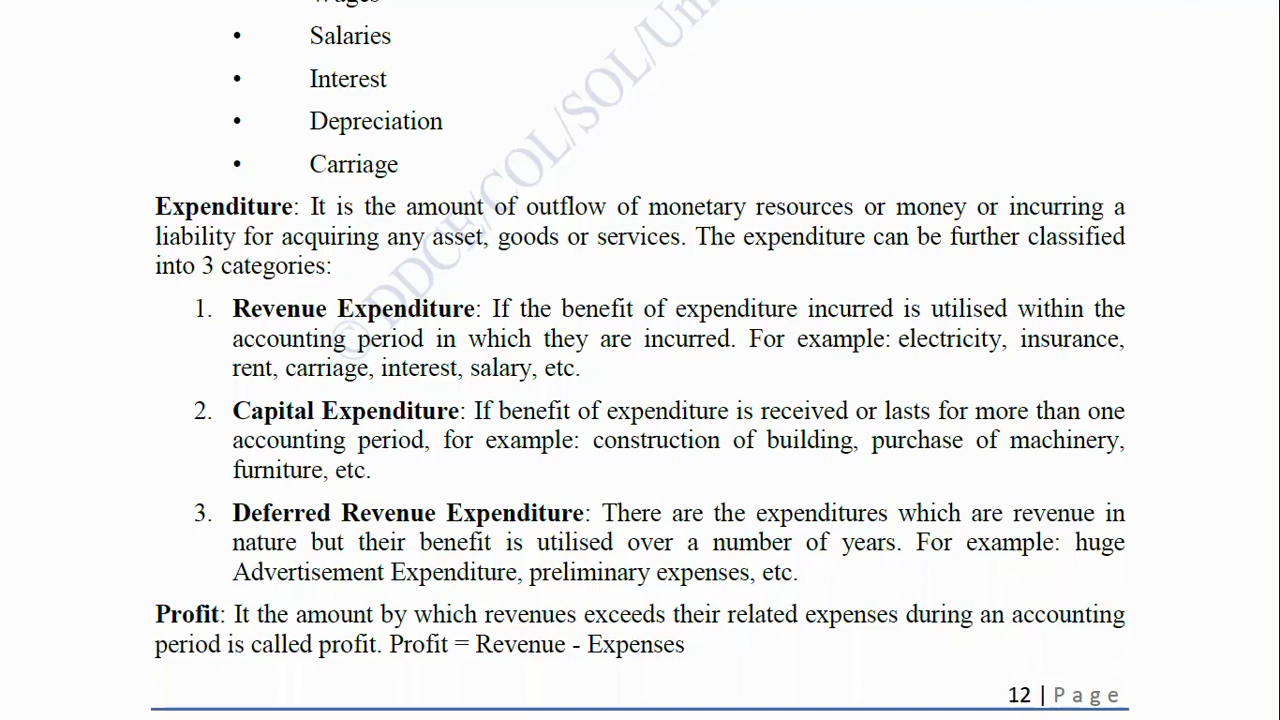 Wages
• Salaries
• Interest
• Depreciation
• Carriage
Expenditure: It is the amount of outflow of monetary resources or money or incurring a
liability for acquiring any asset, goods or services. The expenditure can be further classified
into 3 categories:
1. Revenue Expenditure: If the benefit of expenditure incurred is utilised within the
accounting period in which they are incurred. For example: electricity, insurance,
rent, carriage, interest, salary, etc.
2. Capital Expenditure: If benefit of expenditure is received or lasts for more than one
accounting period, for example: construction of building, purchase of machinery,
furniture, etc.
3. Deferred Revenue Expenditure: There are the expenditures which are revenue in
nature but their benefit is utilised over a number of years. For example: huge
Advertisement Expenditure, preliminary expenses, etc.
Profit: It the amount by which revenues exceeds their related expenses during an accounting
period is called profit. Profit = Revenue - Expenses
12 | Page
© DDCE/COL/SOL/Uni